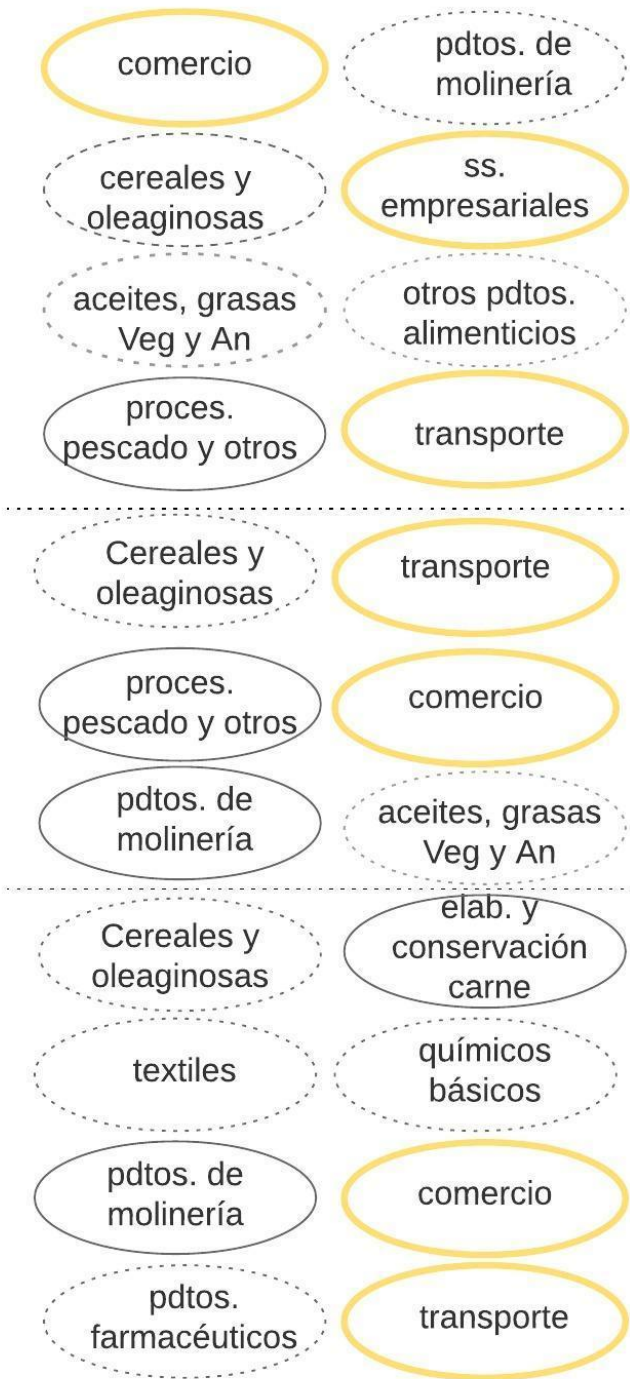 comercio
pdtos. de
molinería
cereales y
oleaginosas
ss.
empresariales
aceites, grasas
Veg y An
otros pdtos.
alimenticios
proces.
pescado y otros
transporte
Cereales y
oleaginosas
transporte
proces.
pescado y otros
comercio
pdtos. de
molinería
aceites, grasas
Veg y An
Cereales y
oleaginosas
elab. y
conservación
carne
textiles
químicos
básicos
pdtos. de
molinería
comercio
pdtos.
farmacéuticos
transporte